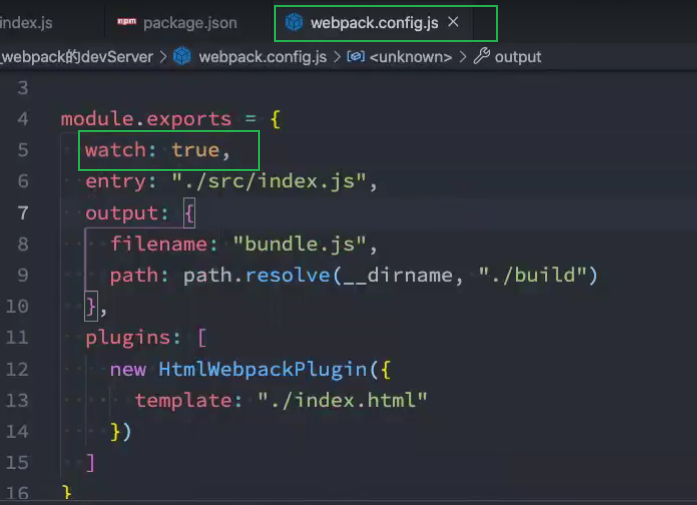 index.js npm package.json webpack.config.js ×
_webpack的devServer > webpack.config.js > <unknown> > output
3
4 module.exports = {
5 watch: true,
6 entry: "./src/index.js",
7 output: {
8 filename: "bundle.js",
9 path: path.resolve(__dirname, "./build")
10 },
11 plugins: [
12 new HtmlWebpackPlugin({
13 template: "./index.html"
14 })
15 ]
16 }